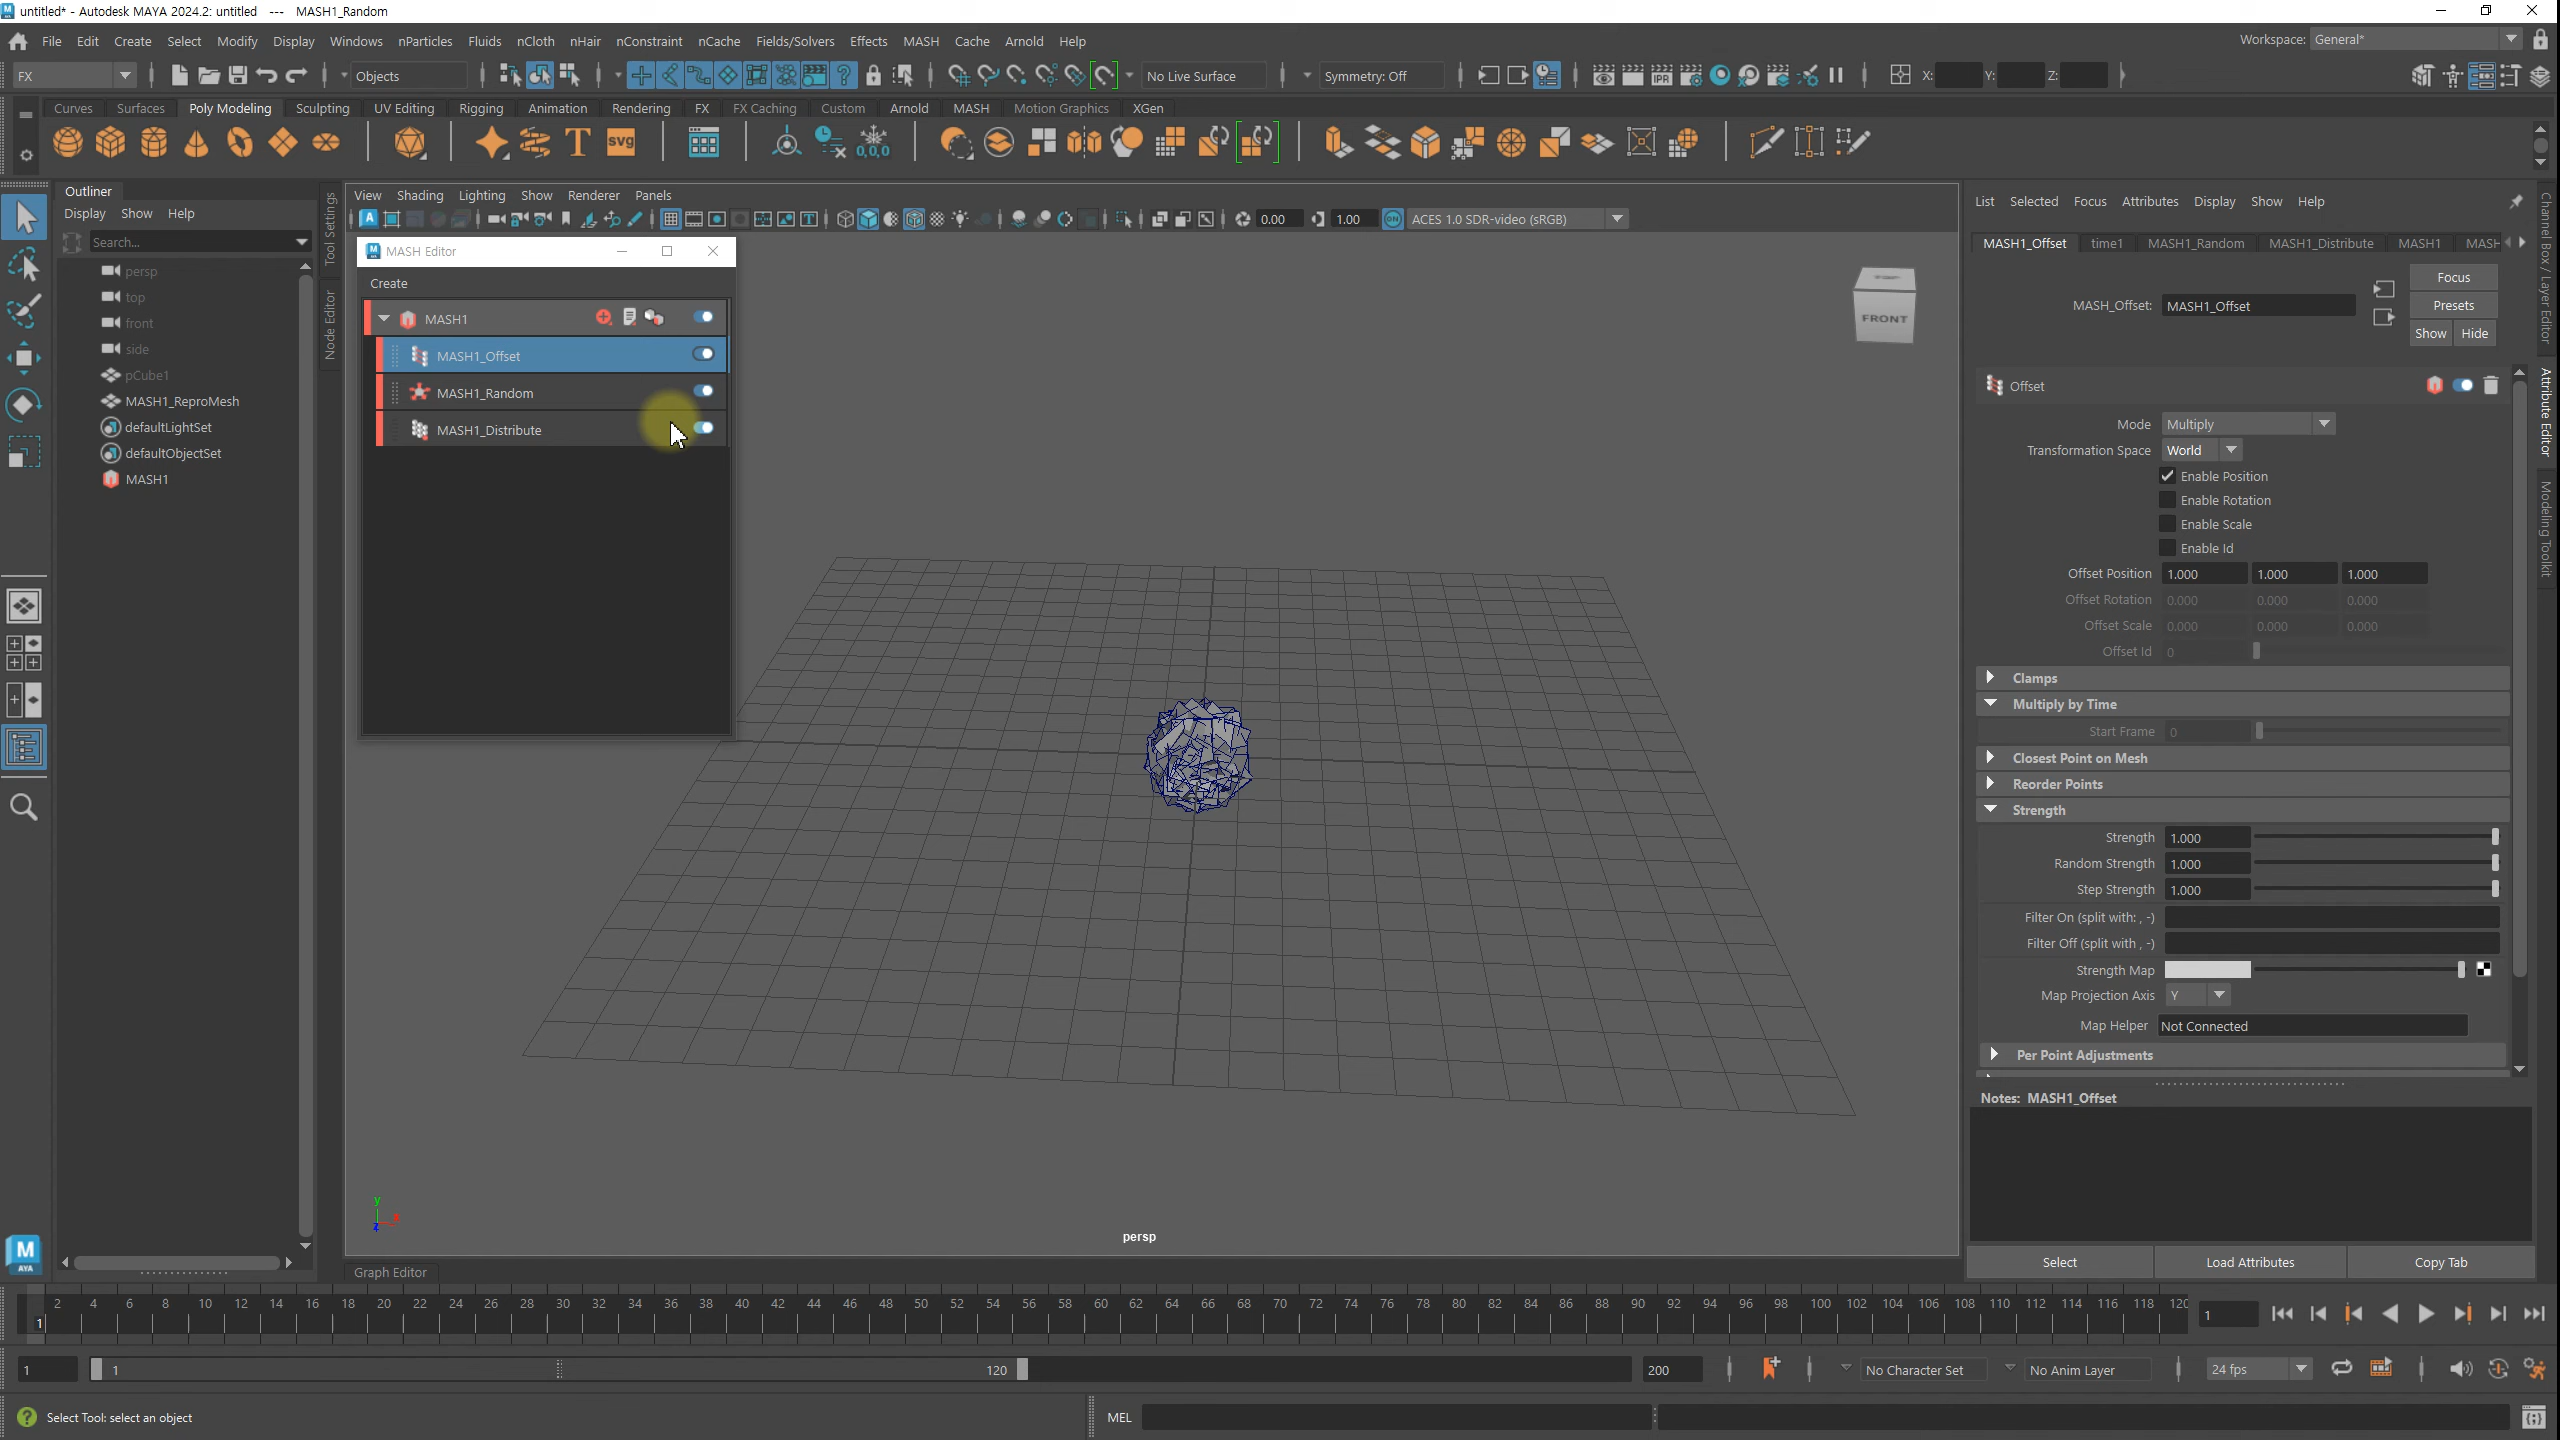 untitled* - Autodesk MAYA 2024.2: untitled --- MASH1_Random
File Edit Create Select Modify Display Windows nParticles Fluids nCloth nHair nConstraint nCache Fields/Solvers Effects MASH Cache Arnold Help
Workspace: General*
FX Objects No Live Surface Symmetry: Off IPR X: Y: Z:
Curves Surfaces Poly Modeling Sculpting UV Editing Rigging Animation Rendering FX FX Caching Custom Arnold MASH Motion Graphics XGen
T SVG 0,0,0
Outliner
Display Show Help
Search...
persp
top
front
side
pCube1
MASH1_ReproMesh
defaultLightSet
defaultObjectSet
MASH1
Tool Settings
Node Editor
View Shading Lighting Show Renderer Panels
0.00 1.00 ON ACES 1.0 SDR-video (sRGB)
MASH Editor
Create
MASH1
MASH1_Offset
MASH1_Random
MASH1_Distribute
FRONT
y
x
z
persp
Graph Editor
List Selected Focus Attributes Display Show Help
MASH1_Offset time1 MASH1_Random MASH1_Distribute MASH1 MASH
Focus
MASH_Offset: MASH1_Offset
Presets
Show Hide
Offset
Mode Multiply
Transformation Space World
Enable Position
Enable Rotation
Enable Scale
Enable Id
Offset Position 1.000 1.000 1.000
Offset Rotation 0.000 0.000 0.000
Offset Scale 0.000 0.000 0.000
Offset Id 0
Clamps
Multiply by Time
Start Frame 0
Closest Point on Mesh
Reorder Points
Strength
Strength 1.000
Random Strength 1.000
Step Strength 1.000
Filter On (split with: , -)
Filter Off (split with , -)
Strength Map
Map Projection Axis Y
Map Helper Not Connected
Per Point Adjustments
Notes: MASH1_Offset
Select Load Attributes Copy Tab
Channel Box / Layer Editor
Attribute Editor
Modeling Toolkit
M
AYA
2 4 6 8 10 12 14 16 18 20 22 24 26 28 30 32 34 36 38 40 42 44 46 48 50 52 54 56 58 60 62 64 66 68 70 72 74 76 78 80 82 84 86 88 90 92 94 96 98 100 102 104 106 108 110 112 114 116 118 120
1
1
1 1 120 200 No Character Set No Anim Layer 24 fps
Select Tool: select an object
MEL